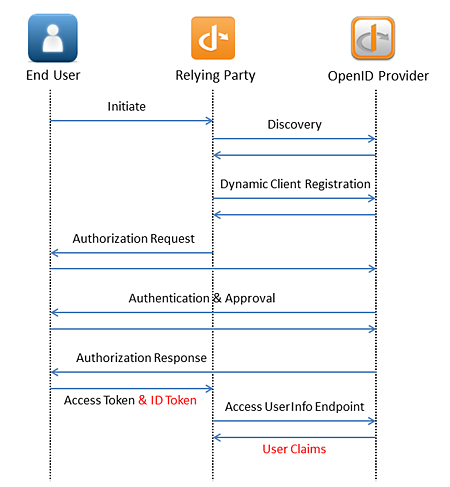 End User
Relying Party
OpenID Provider
Initiate
Discovery
Dynamic Client Registration
Authorization Request
Authentication & Approval
Authorization Response
Access Token & ID Token
Access UserInfo Endpoint
User Claims